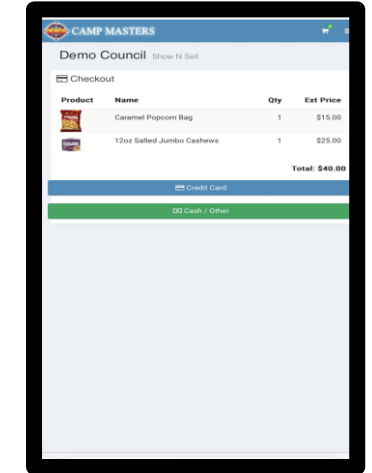 CAMP MASTERS
Demo Council Show N Sell
Checkout
Product Name Qty Ext Price
Caramel Popcorn Bag 1 $15.00
12oz Salted Jumbo Cashews 1 $25.00
Total: $40.00
Credit Card
Cash / Other